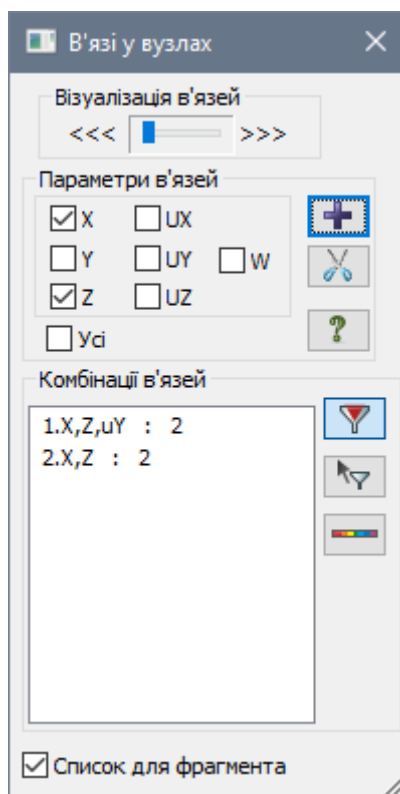 В'язі у вузлах
Візуалізація в'язей
<<< >>>
Параметри в'язей
X UX
Y UY W
Z UZ
Усі
Комбінації в'язей
1.X,Z,uY : 2
2.X,Z : 2
Список для фрагмента